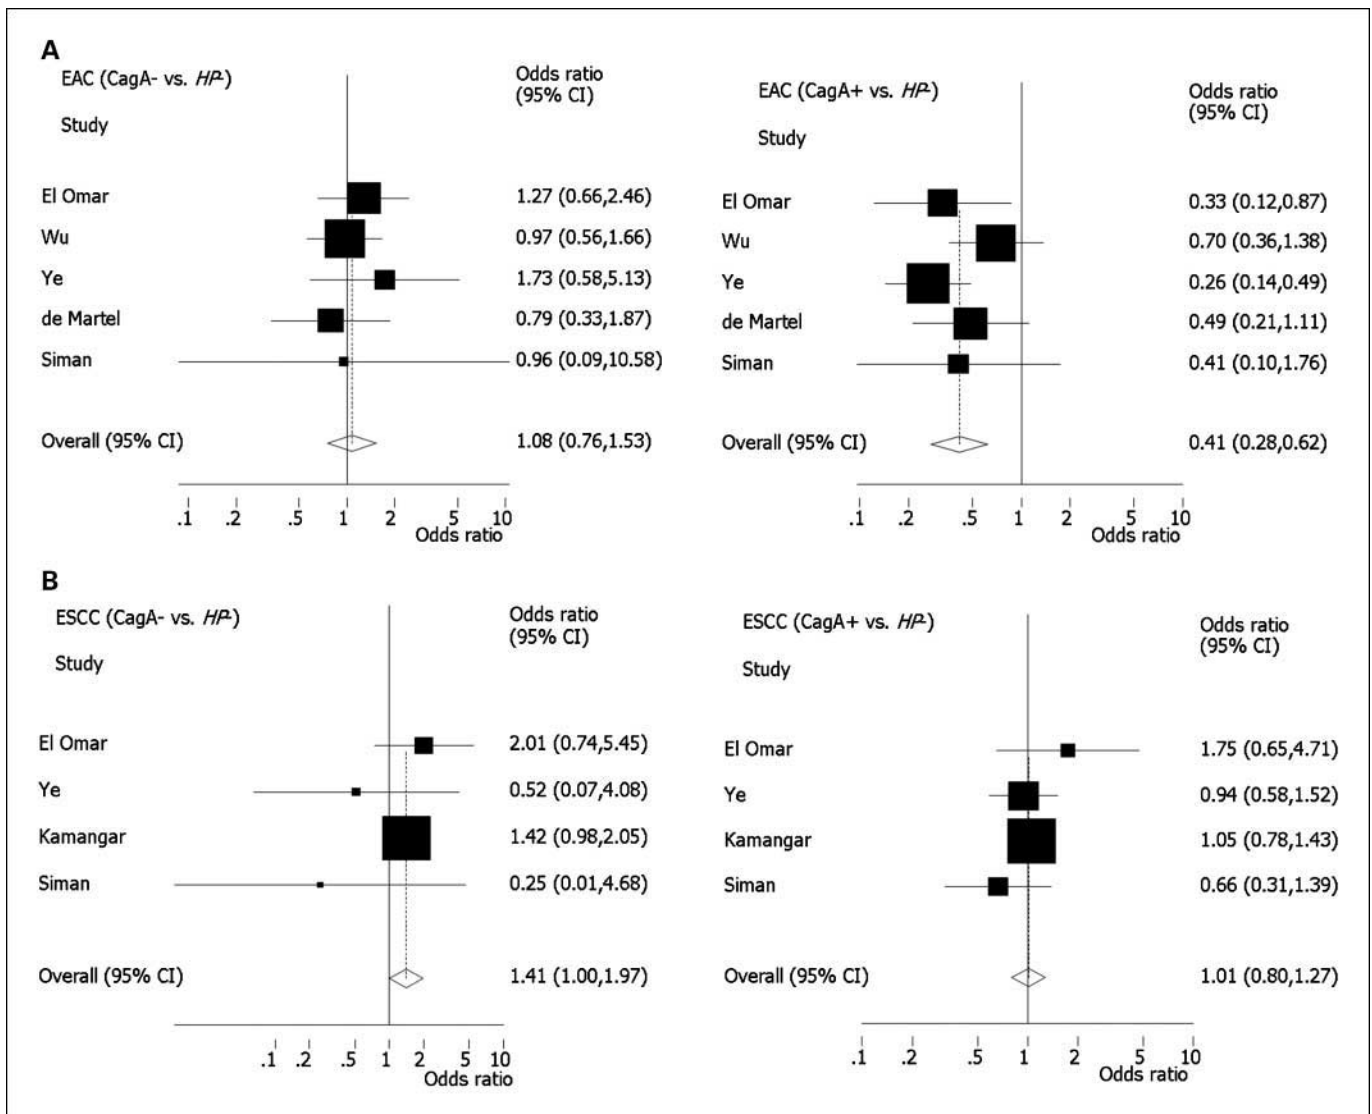 A
EAC (CagA- vs. HP-)
Odds ratio
(95% CI)
Study
El Omar 1.27 (0.66,2.46)
Wu 0.97 (0.56,1.66)
Ye 1.73 (0.58,5.13)
de Martel 0.79 (0.33,1.87)
Siman 0.96 (0.09,10.58)
Overall (95% CI) 1.08 (0.76,1.53)
.1 .2 .5 1 2 5 10
Odds ratio
EAC (CagA+ vs. HP-)
Odds ratio
(95% CI)
Study
El Omar 0.33 (0.12,0.87)
Wu 0.70 (0.36,1.38)
Ye 0.26 (0.14,0.49)
de Martel 0.49 (0.21,1.11)
Siman 0.41 (0.10,1.76)
Overall (95% CI) 0.41 (0.28,0.62)
.1 .2 .5 1 2 5 10
Odds ratio
B
ESCC (CagA- vs. HP-)
Odds ratio
(95% CI)
Study
El Omar 2.01 (0.74,5.45)
Ye 0.52 (0.07,4.08)
Kamangar 1.42 (0.98,2.05)
Siman 0.25 (0.01,4.68)
Overall (95% CI) 1.41 (1.00,1.97)
.1 .2 .5 1 2 5 10
Odds ratio
ESCC (CagA+ vs. HP-)
Odds ratio
(95% CI)
Study
El Omar 1.75 (0.65,4.71)
Ye 0.94 (0.58,1.52)
Kamangar 1.05 (0.78,1.43)
Siman 0.66 (0.31,1.39)
Overall (95% CI) 1.01 (0.80,1.27)
.1 .2 .5 1 2 5 10
Odds ratio